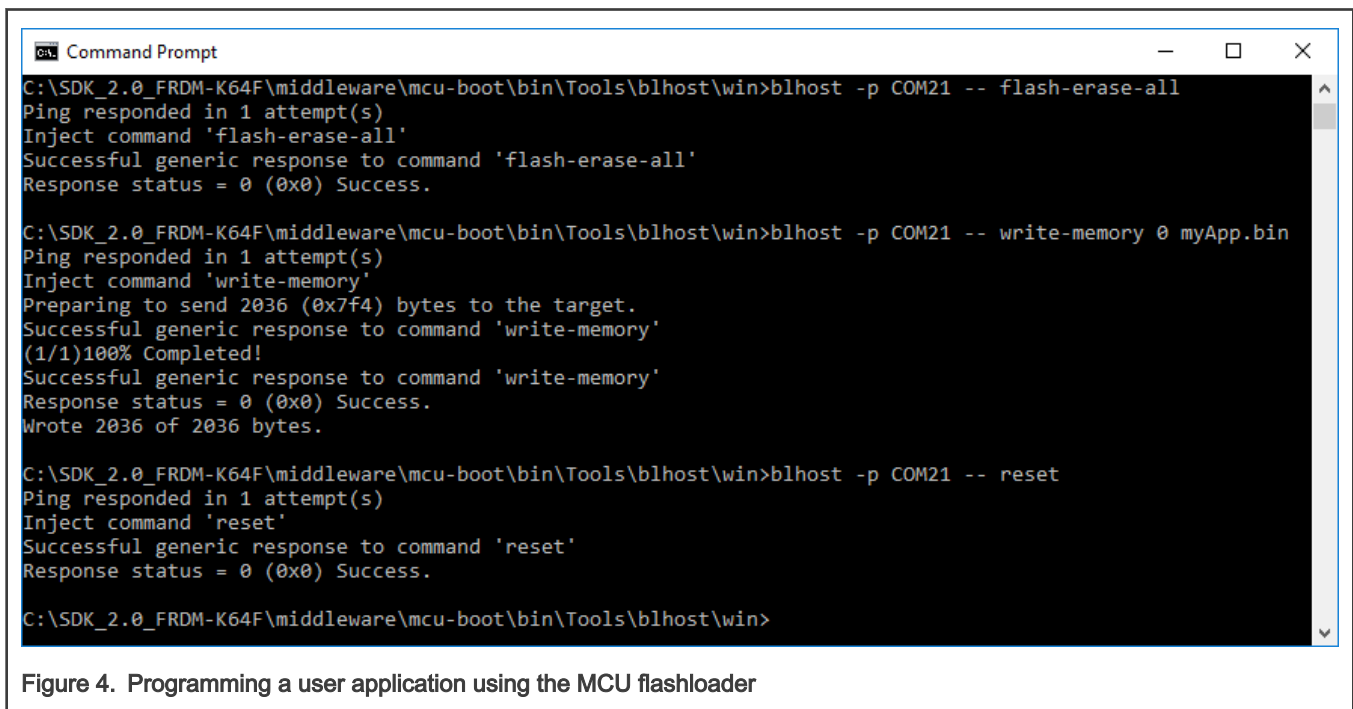 Command Prompt
C:\SDK_2.0_FRDM-K64F\middleware\mcu-boot\bin\Tools\blhost\win>blhost -p COM21 -- flash-erase-all
Ping responded in 1 attempt(s)
Inject command 'flash-erase-all'
Successful generic response to command 'flash-erase-all'
Response status = 0 (0x0) Success.
C:\SDK_2.0_FRDM-K64F\middleware\mcu-boot\bin\Tools\blhost\win>blhost -p COM21 -- write-memory 0 myApp.bin
Ping responded in 1 attempt(s)
Inject command 'write-memory'
Preparing to send 2036 (0x7f4) bytes to the target.
Successful generic response to command 'write-memory'
(1/1)100% Completed!
Successful generic response to command 'write-memory'
Response status = 0 (0x0) Success.
Wrote 2036 of 2036 bytes.
C:\SDK_2.0_FRDM-K64F\middleware\mcu-boot\bin\Tools\blhost\win>blhost -p COM21 -- reset
Ping responded in 1 attempt(s)
Inject command 'reset'
Successful generic response to command 'reset'
Response status = 0 (0x0) Success.
C:\SDK_2.0_FRDM-K64F\middleware\mcu-boot\bin\Tools\blhost\win>
Figure 4. Programming a user application using the MCU flashloader